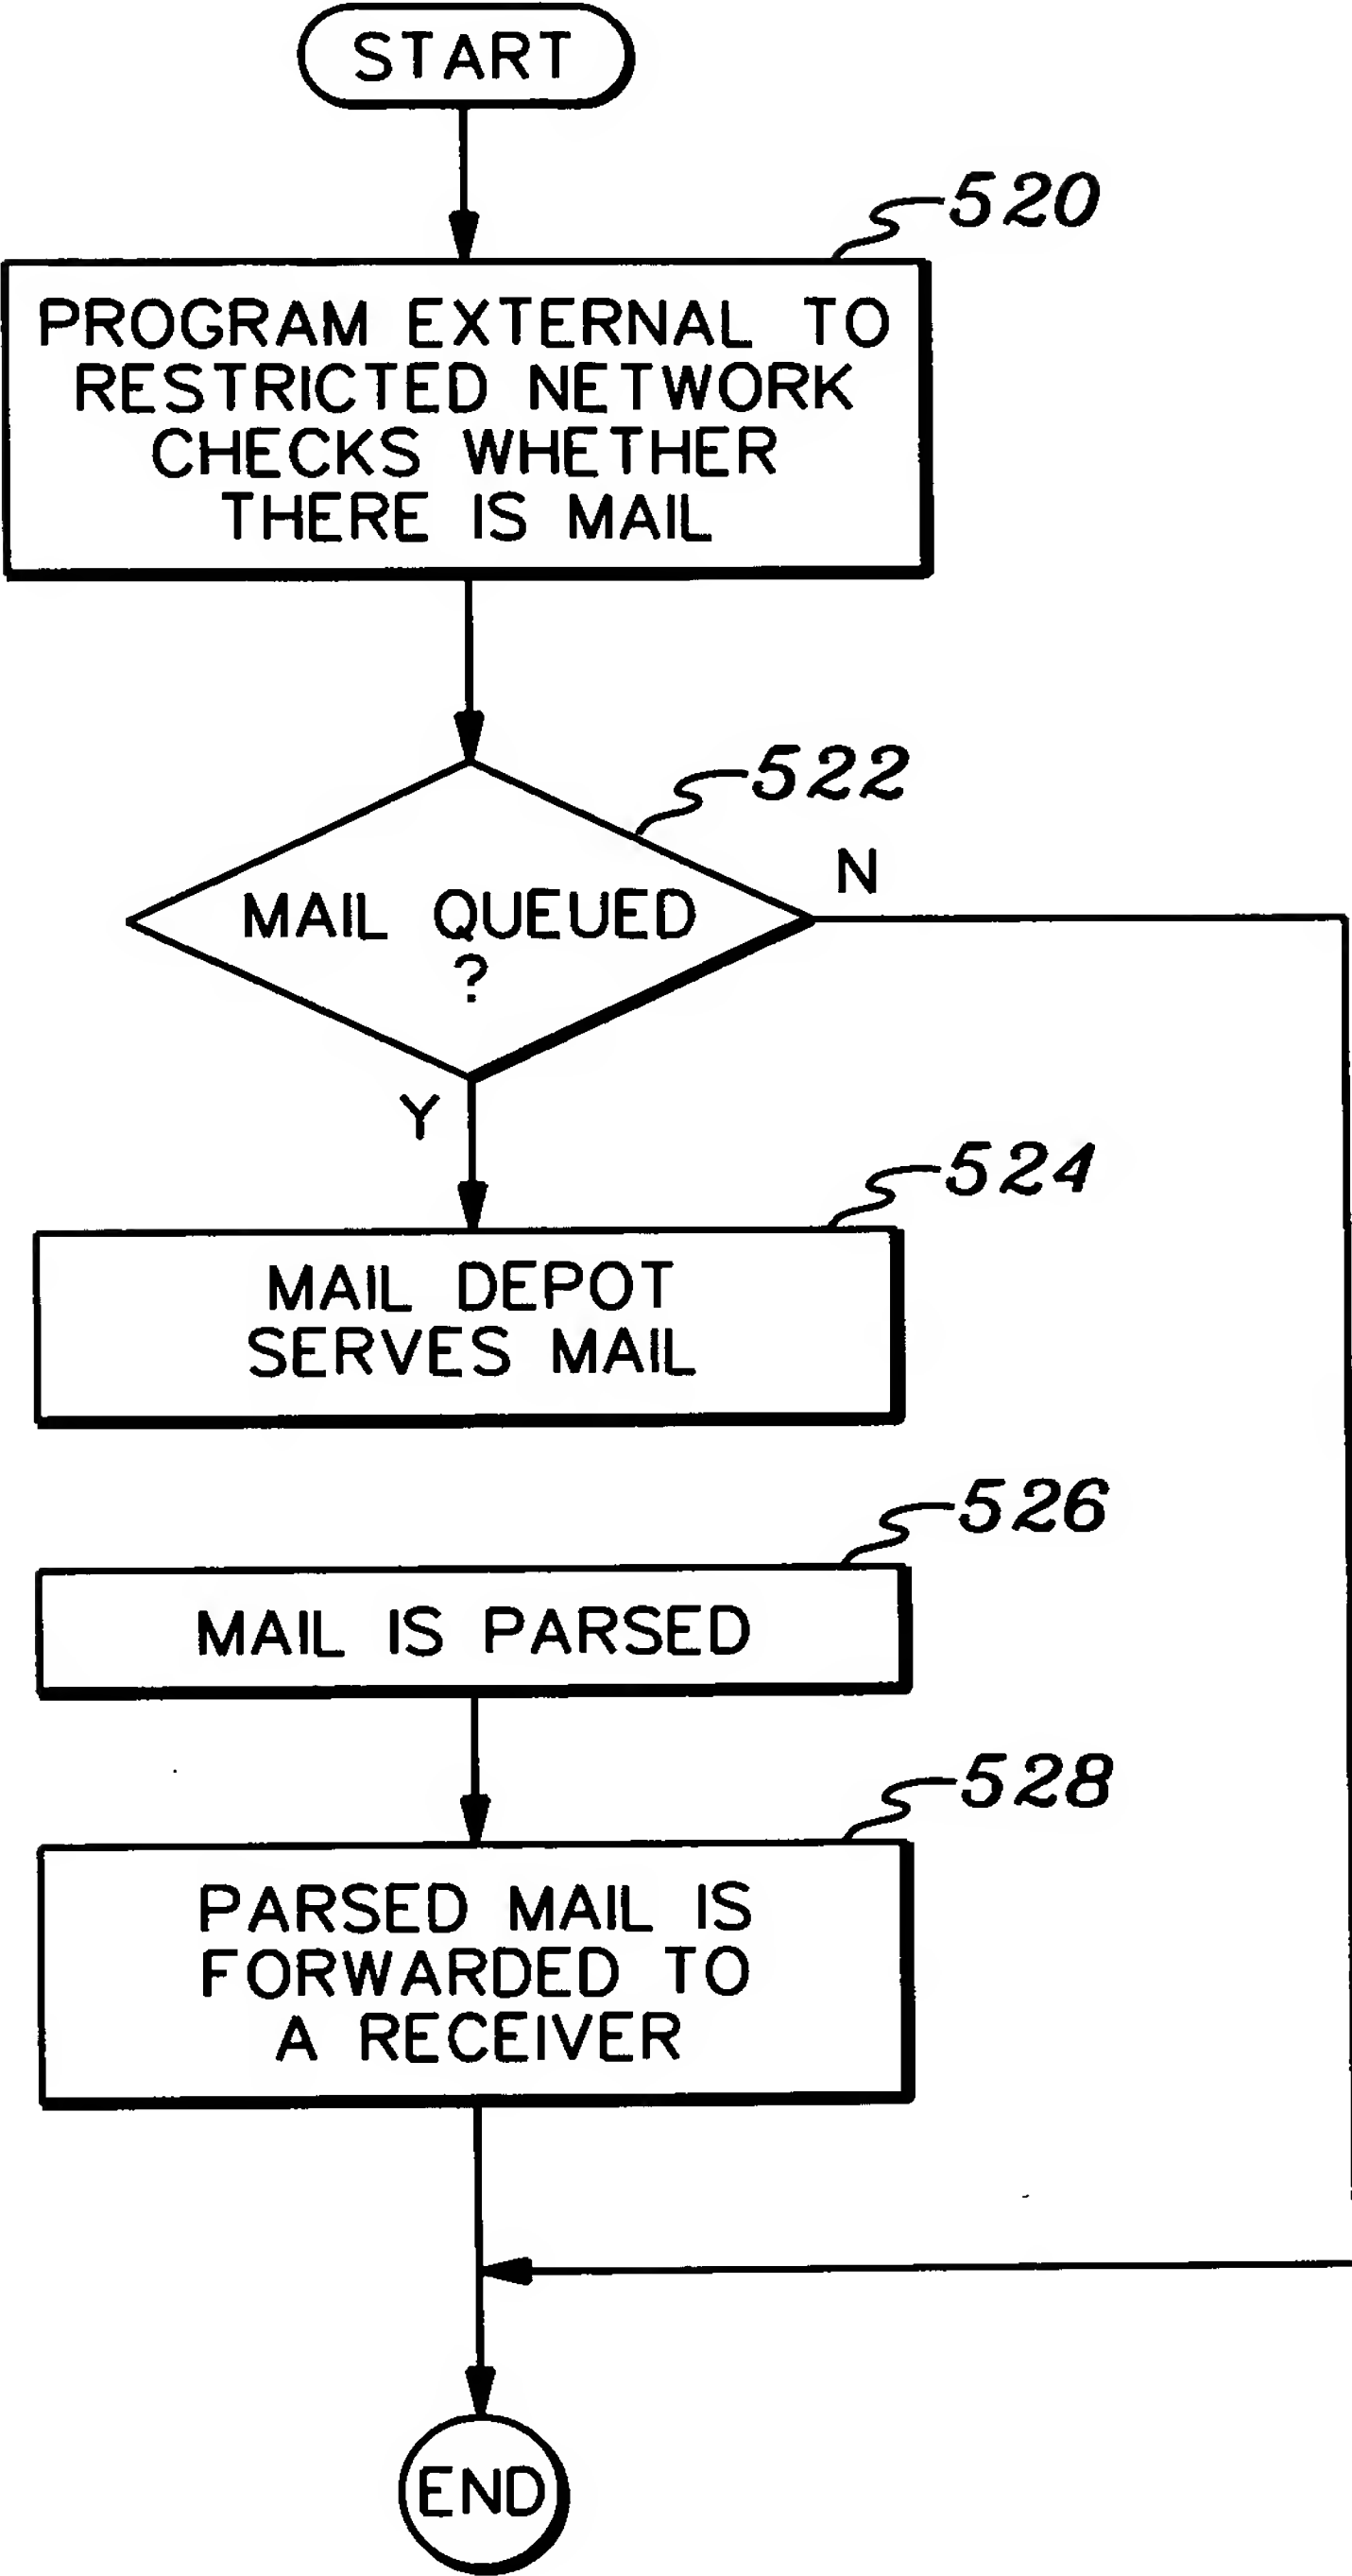 START
520
PROGRAM EXTERNAL TO
RESTRICTED NETWORK
CHECKS WHETHER
THERE IS MAIL
522
MAIL QUEUED
?
N
Y
524
MAIL DEPOT
SERVES MAIL
526
MAIL IS PARSED
528
PARSED MAIL IS
FORWARDED TO
A RECEIVER
END